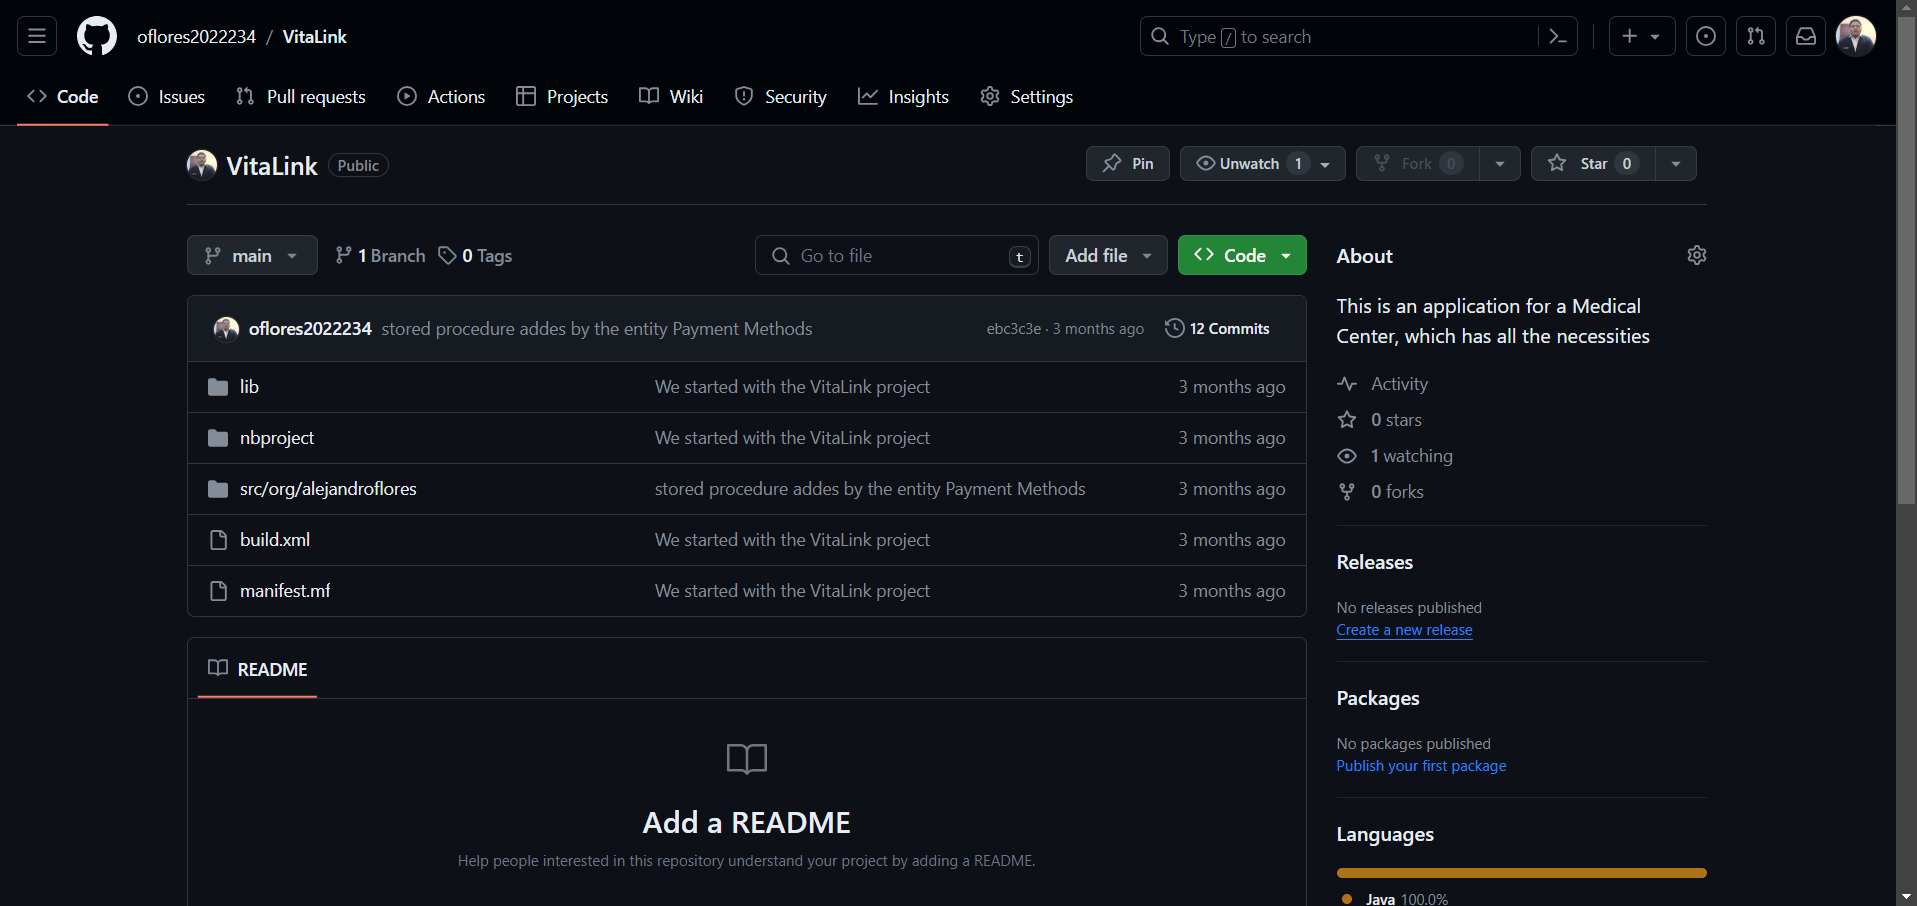 oflores2022234 / VitaLink
Type / to search
Code
Issues
Pull requests
Actions
Projects
Wiki
Security
Insights
Settings
VitaLink Public
Pin
Unwatch 1
Fork 0
Star 0
main
1 Branch
0 Tags
Go to file
t
Add file
Code
oflores2022234 stored procedure addes by the entity Payment Methods ebc3c3e · 3 months ago 12 Commits
lib We started with the VitaLink project 3 months ago
nbproject We started with the VitaLink project 3 months ago
src/org/alejandroflores stored procedure addes by the entity Payment Methods 3 months ago
build.xml We started with the VitaLink project 3 months ago
manifest.mf We started with the VitaLink project 3 months ago
README
Add a README
Help people interested in this repository understand your project by adding a README.
About
This is an application for a Medical
Center, which has all the necessities
Activity
0 stars
1 watching
0 forks
Releases
No releases published
Create a new release
Packages
No packages published
Publish your first package
Languages
Java 100.0%